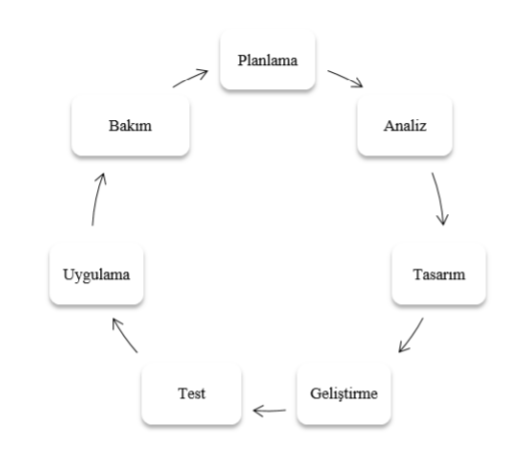 Planlama
Analiz
Tasarım
Geliştirme
Test
Uygulama
Bakım